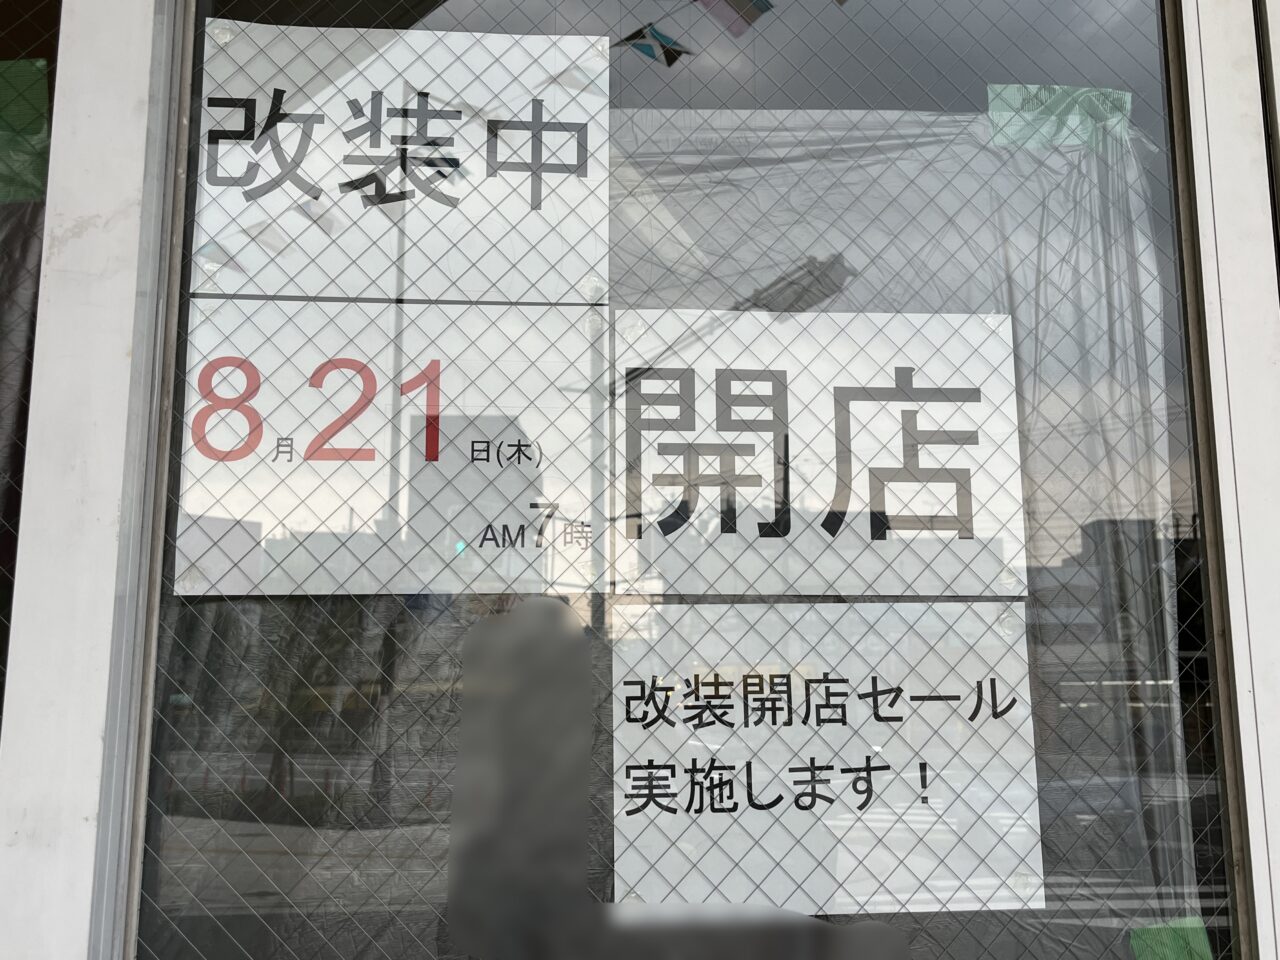 改装中
8月21日(木)
AM7時
開店
改装開店セール
実施します!